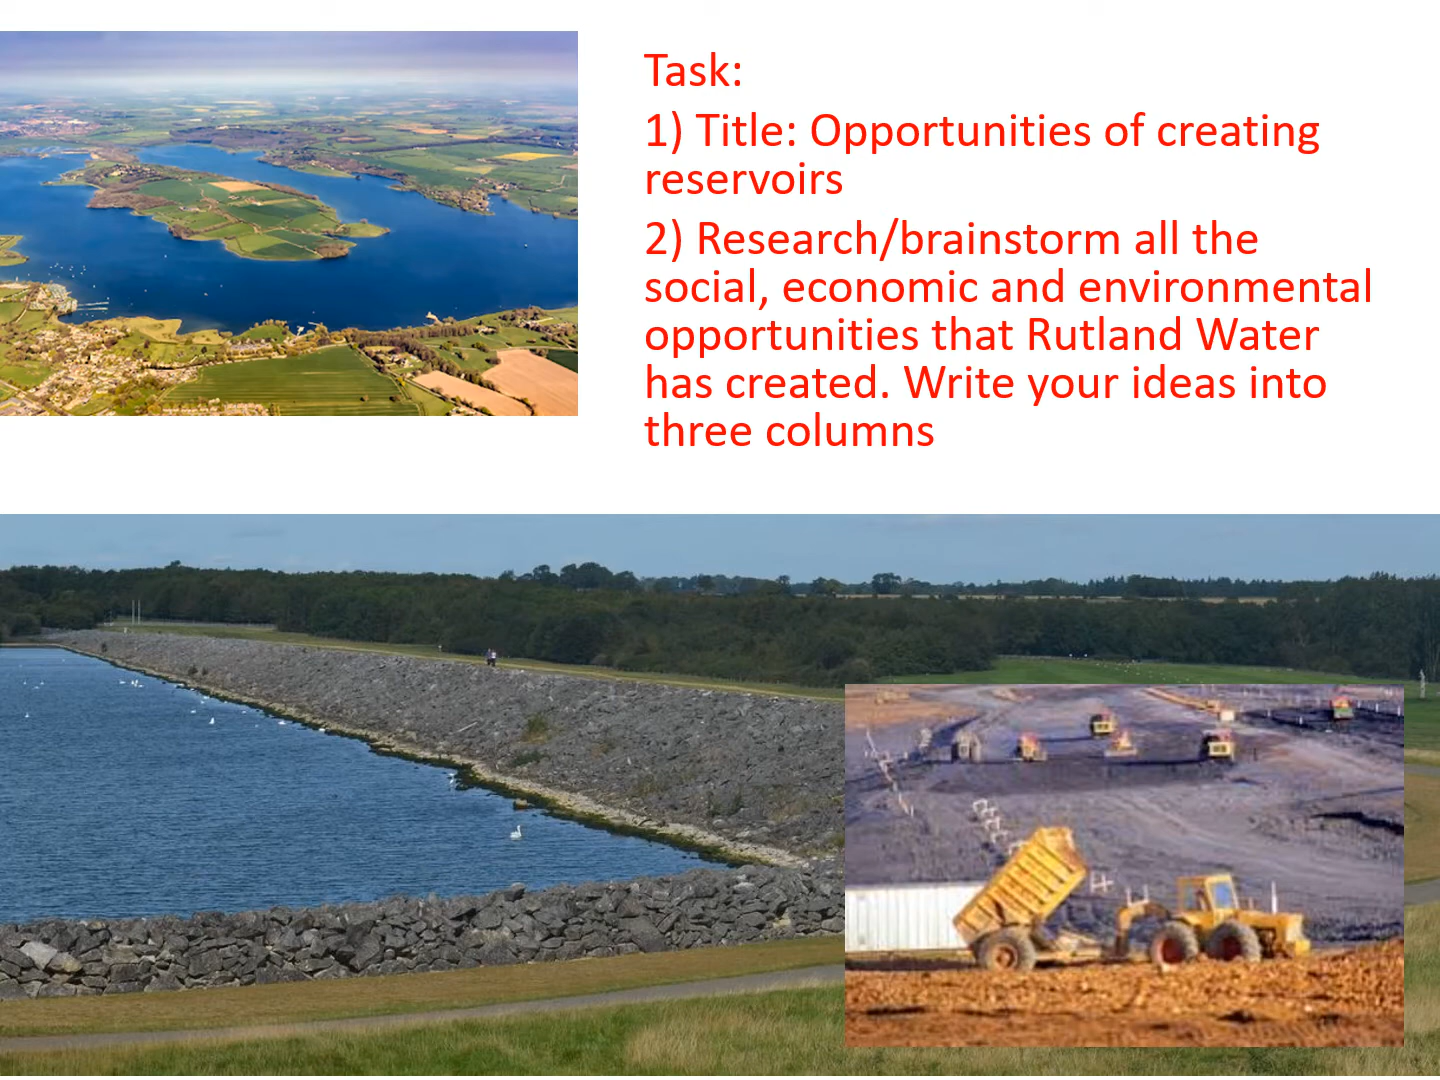 Task:
1) Title: Opportunities of creating
reservoirs
2) Research/brainstorm all the
social, economic and environmental
opportunities that Rutland Water
has created. Write your ideas into
three columns